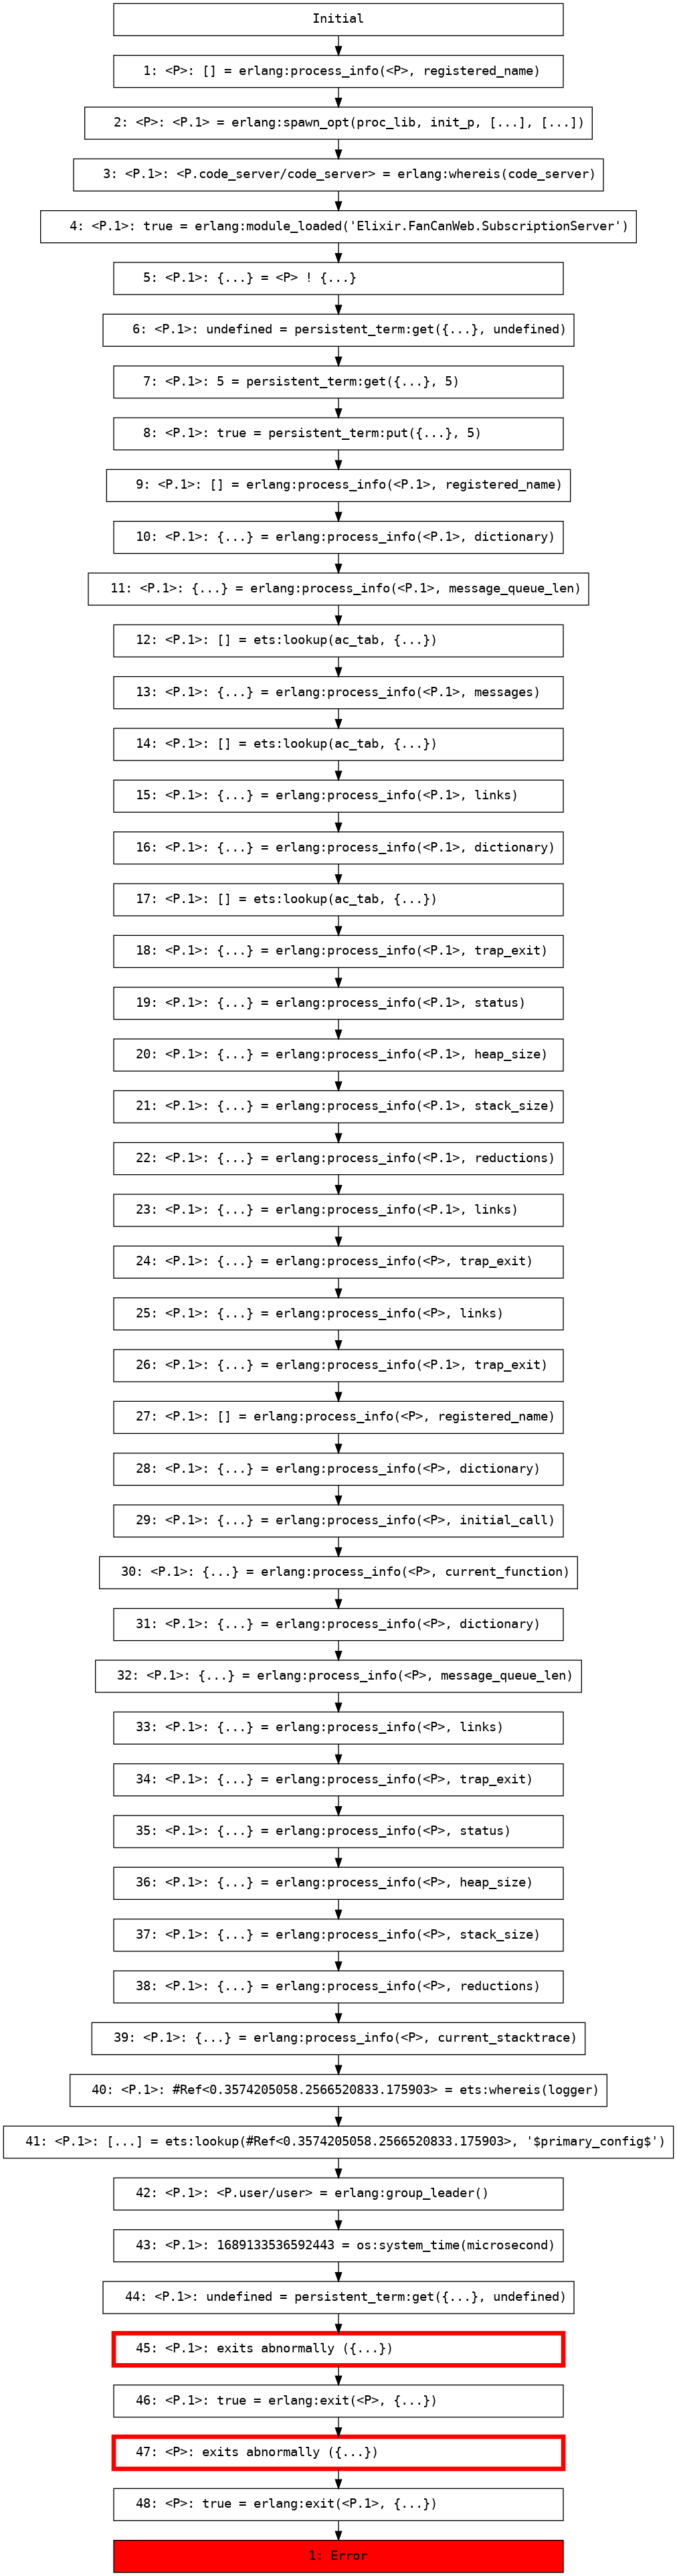 Initial
1: <P>: [] = erlang:process_info(<P>, registered_name)
2: <P>: <P.1> = erlang:spawn_opt(proc_lib, init_p, [...], [...])
3: <P.1>: <P.code_server/code_server> = erlang:whereis(code_server)
4: <P.1>: true = erlang:module_loaded('Elixir.FanCanWeb.SubscriptionServer')
5: <P.1>: {...} = <P> ! {...}
6: <P.1>: undefined = persistent_term:get({...}, undefined)
7: <P.1>: 5 = persistent_term:get({...}, 5)
8: <P.1>: true = persistent_term:put({...}, 5)
9: <P.1>: [] = erlang:process_info(<P.1>, registered_name)
10: <P.1>: {...} = erlang:process_info(<P.1>, dictionary)
11: <P.1>: {...} = erlang:process_info(<P.1>, message_queue_len)
12: <P.1>: [] = ets:lookup(ac_tab, {...})
13: <P.1>: {...} = erlang:process_info(<P.1>, messages)
14: <P.1>: [] = ets:lookup(ac_tab, {...})
15: <P.1>: {...} = erlang:process_info(<P.1>, links)
16: <P.1>: {...} = erlang:process_info(<P.1>, dictionary)
17: <P.1>: [] = ets:lookup(ac_tab, {...})
18: <P.1>: {...} = erlang:process_info(<P.1>, trap_exit)
19: <P.1>: {...} = erlang:process_info(<P.1>, status)
20: <P.1>: {...} = erlang:process_info(<P.1>, heap_size)
21: <P.1>: {...} = erlang:process_info(<P.1>, stack_size)
22: <P.1>: {...} = erlang:process_info(<P.1>, reductions)
23: <P.1>: {...} = erlang:process_info(<P.1>, links)
24: <P.1>: {...} = erlang:process_info(<P>, trap_exit)
25: <P.1>: {...} = erlang:process_info(<P>, links)
26: <P.1>: {...} = erlang:process_info(<P.1>, trap_exit)
27: <P.1>: [] = erlang:process_info(<P>, registered_name)
28: <P.1>: {...} = erlang:process_info(<P>, dictionary)
29: <P.1>: {...} = erlang:process_info(<P>, initial_call)
30: <P.1>: {...} = erlang:process_info(<P>, current_function)
31: <P.1>: {...} = erlang:process_info(<P>, dictionary)
32: <P.1>: {...} = erlang:process_info(<P>, message_queue_len)
33: <P.1>: {...} = erlang:process_info(<P>, links)
34: <P.1>: {...} = erlang:process_info(<P>, trap_exit)
35: <P.1>: {...} = erlang:process_info(<P>, status)
36: <P.1>: {...} = erlang:process_info(<P>, heap_size)
37: <P.1>: {...} = erlang:process_info(<P>, stack_size)
38: <P.1>: {...} = erlang:process_info(<P>, reductions)
39: <P.1>: {...} = erlang:process_info(<P>, current_stacktrace)
40: <P.1>: #Ref<0.3574205058.2566520833.175903> = ets:whereis(logger)
41: <P.1>: [...] = ets:lookup(#Ref<0.3574205058.2566520833.175903>, '$primary_config$')
42: <P.1>: <P.user/user> = erlang:group_leader()
43: <P.1>: 1689133536592443 = os:system_time(microsecond)
44: <P.1>: undefined = persistent_term:get({...}, undefined)
45: <P.1>: exits abnormally ({...})
46: <P.1>: true = erlang:exit(<P>, {...})
47: <P>: exits abnormally ({...})
48: <P>: true = erlang:exit(<P.1>, {...})
1: Error